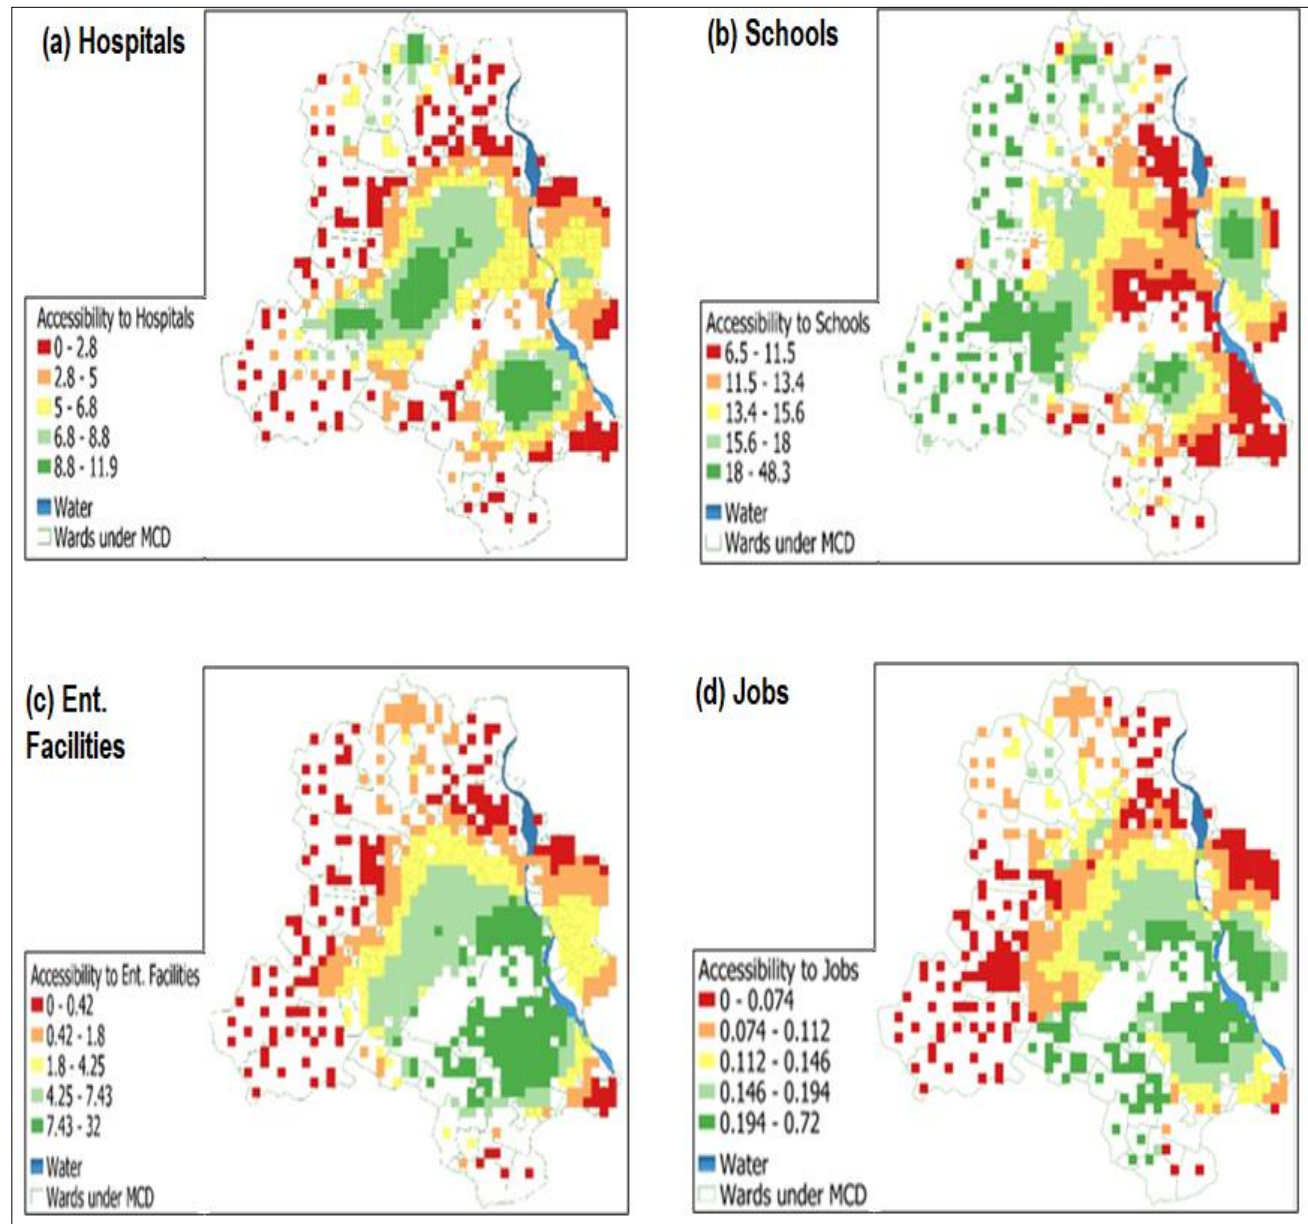 (a) Hospitals
Accessibility to Hospitals
0 - 2.8
2.8 - 5
5 - 6.8
6.8 - 8.8
8.8 - 11.9
Water
Wards under MCD
(b) Schools
Accessibility to Schools
6.5 - 11.5
11.5 - 13.4
13.4 - 15.6
15.6 - 18
18 - 48.3
Water
Wards under MCD
(c) Ent.
Facilities
Accessibility to Ent. Facilities
0 - 0.42
0.42 - 1.8
1.8 - 4.25
4.25 - 7.43
7.43 - 32
Water
Wards under MCD
(d) Jobs
Accessibility to Jobs
0 - 0.074
0.074 - 0.112
0.112 - 0.146
0.146 - 0.194
0.194 - 0.72
Water
Wards under MCD